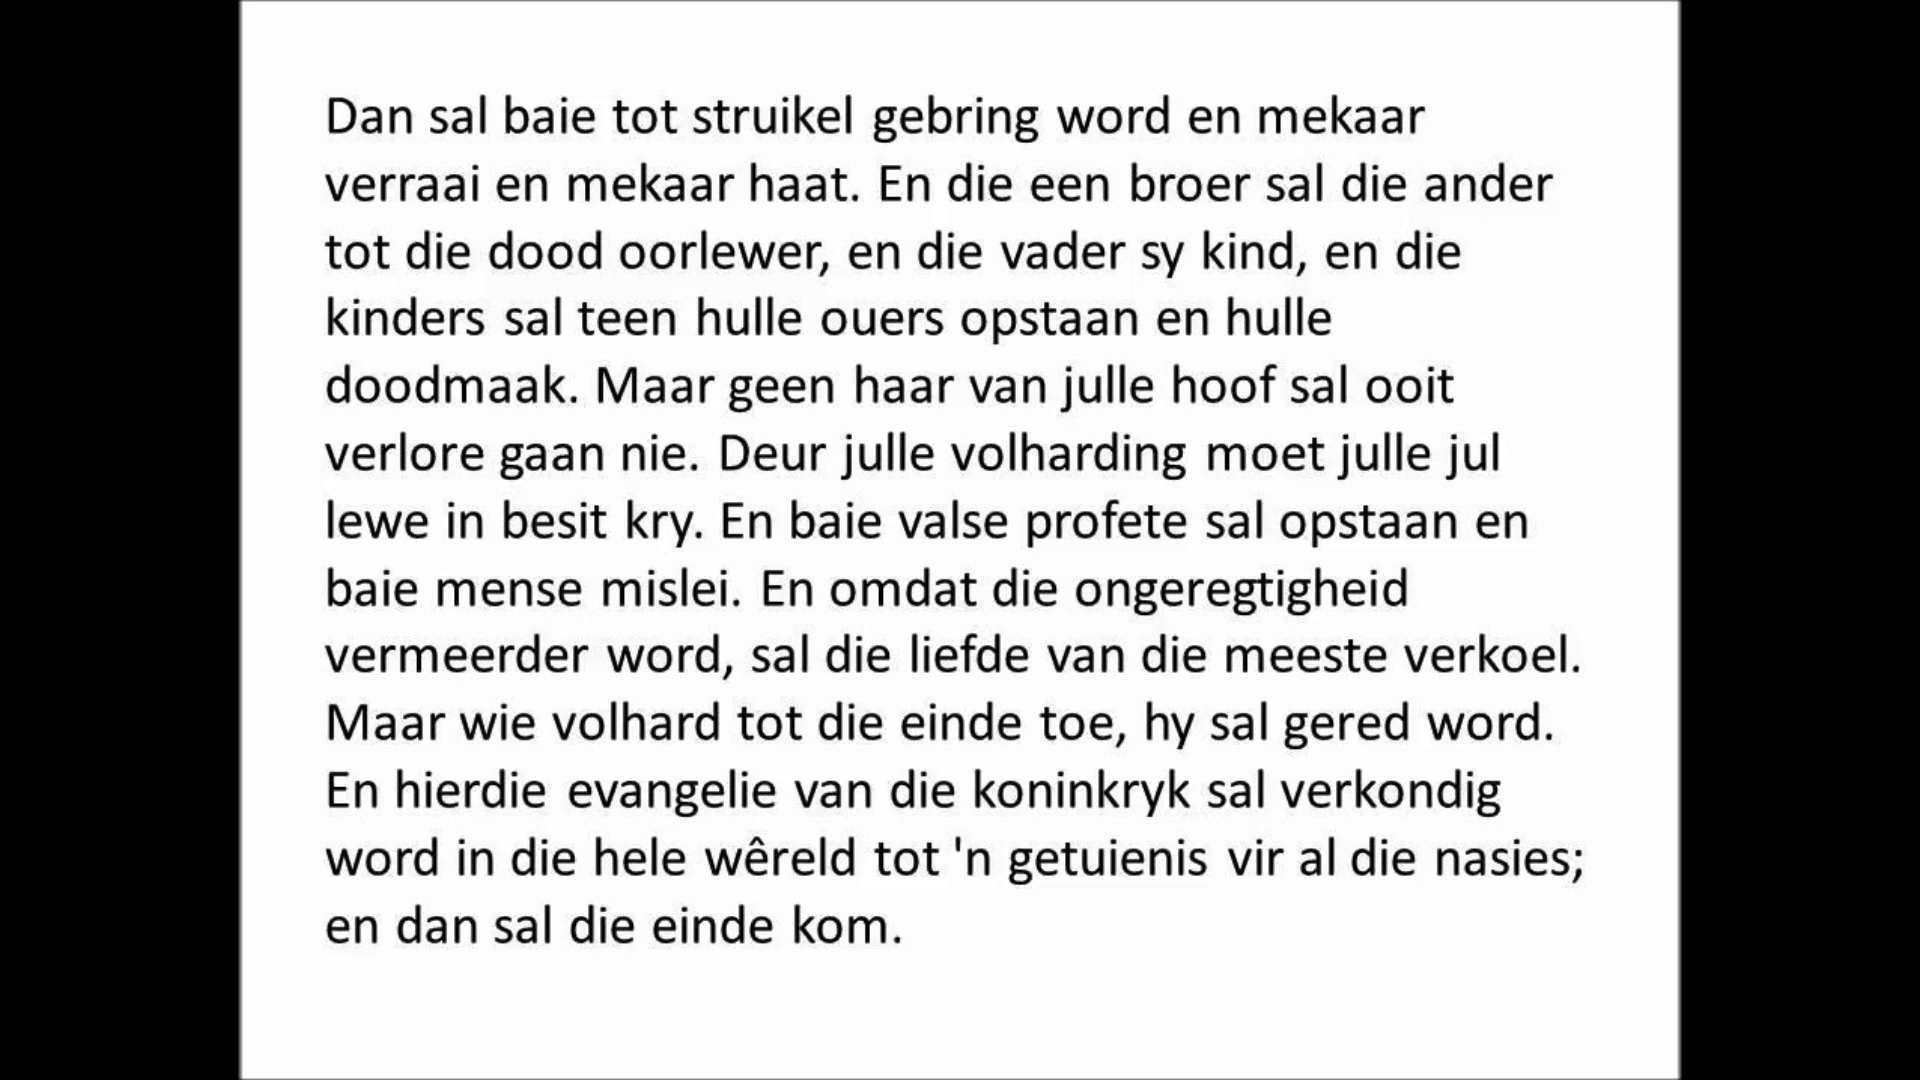 Dan sal baie tot struikel gebring word en mekaar
verraai en mekaar haat. En die een broer sal die ander
tot die dood oorlewer, en die vader sy kind, en die
kinders sal teen hulle ouers opstaan en hulle
doodmaak. Maar geen haar van julle hoof sal ooit
verlore gaan nie. Deur julle volharding moet julle jul
lewe in besit kry. En baie valse profete sal opstaan en
baie mense mislei. En omdat die ongeregtigheid
vermeerder word, sal die liefde van die meeste verkoel.
Maar wie volhard tot die einde toe, hy sal gered word.
En hierdie evangelie van die koninkryk sal verkondig
word in die hele wêreld tot 'n getuienis vir al die nasies;
en dan sal die einde kom.